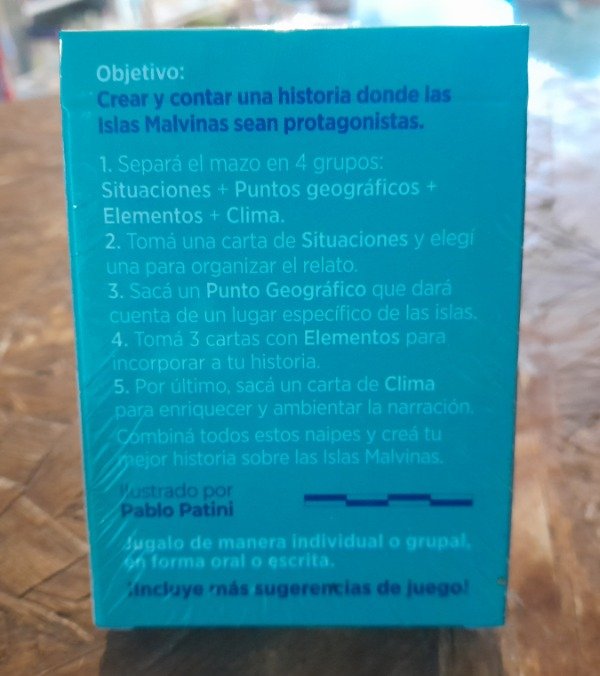 Objetivo:
Crear y contar una historia donde las
Islas Malvinas sean protagonistas.
1. Separá el mazo en 4 grupos:
Situaciones + Puntos geográficos +
Elementos + Clima.
2. Tomá una carta de Situaciones y elegí
una para organizar el relato.
3. Sacá un Punto Geográfico que dará
cuenta de un lugar específico de las islas.
4. Tomá 3 cartas con Elementos para
incorporar a tu historia.
5. Por último, sacá un carta de Clima
para enriquecer y ambientar la narración.
Combiná todos estos naipes y creá tu
mejor historia sobre las Islas Malvinas.
Ilustrado por
Pablo Patini
Jugalo de manera individual o grupal,
en forma oral o escrita.
¡Incluye más sugerencias de juego!